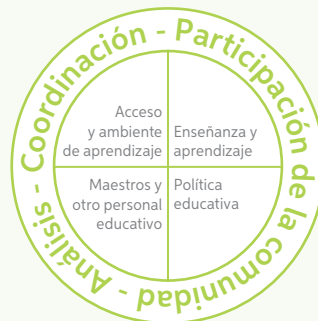 Coordinación - Participación de la comunidad - Análisis -
Acceso
y ambiente
de aprendizaje
Enseñanza y
aprendizaje
Maestros y
otro personal
educativo
Política
educativa